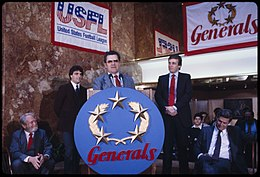 USFL
United States Football League
Generals
Generals